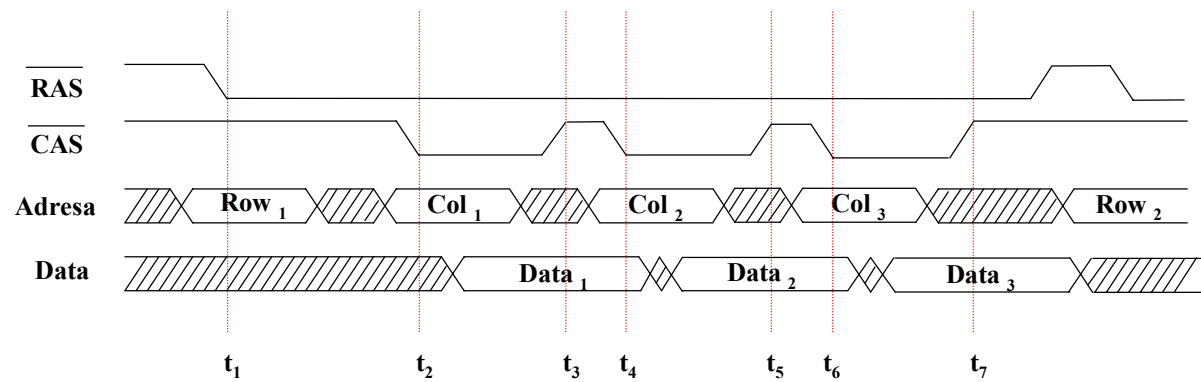 RAS
CAS
Adresa Row 1 Col 1 Col 2 Col 3 Row 2
Data Data 1 Data 2 Data 3
t1 t2 t3 t4 t5 t6 t7